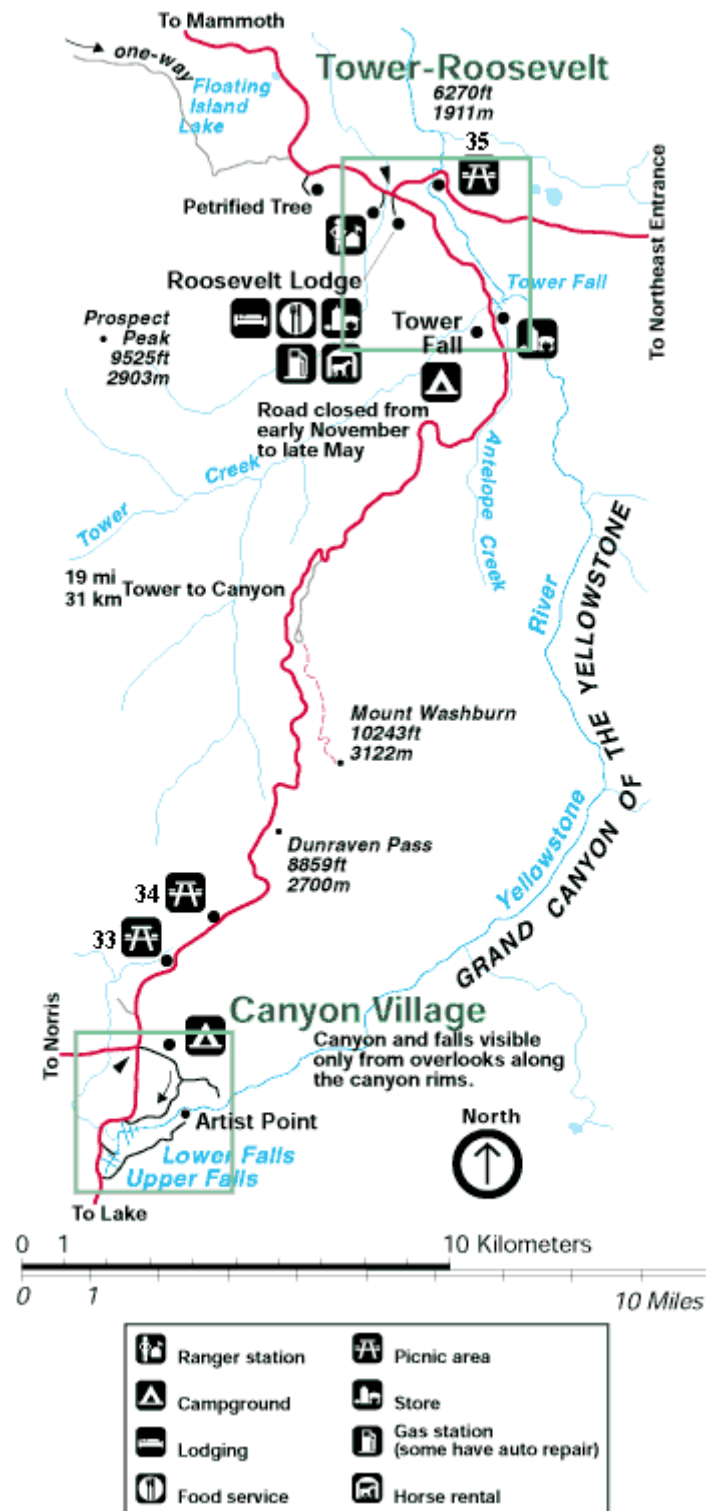 To Mammoth
one-way
Floating
Island
Lake
Tower-Roosevelt
6270ft
1911m
35
Petrified Tree
To Northeast Entrance
Roosevelt Lodge
Tower Fall
Prospect
Peak
9525ft
2903m
Tower
Fall
Road closed from
early November
to late May
Tower Creek
Antelope Creek
19 mi
31 km
Tower to Canyon
Yellowstone River
GRAND CANYON OF THE YELLOWSTONE
Mount Washburn
10243ft
3122m
Dunraven Pass
8859ft
2700m
34
33
To Norris
Canyon Village
Canyon and falls visible
only from overlooks along
the canyon rims.
Artist Point
North
Lower Falls
Upper Falls
To Lake
0 1 10 Kilometers
0 1 10 Miles
Ranger station
Picnic area
Campground
Store
Lodging
Gas station
(some have auto repair)
Food service
Horse rental